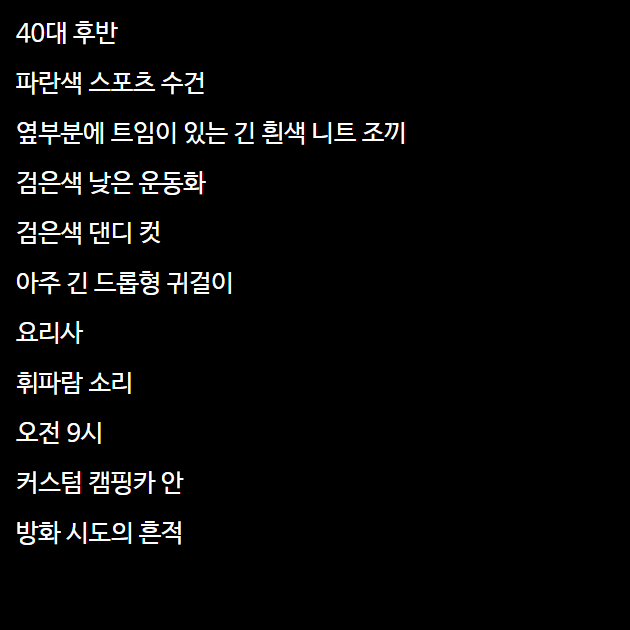 40대 후반
파란색 스포츠 수건
옆부분에 트임이 있는 긴 흰색 니트 조끼
검은색 낮은 운동화
검은색 댄디 컷
아주 긴 드롭형 귀걸이
요리사
휘파람 소리
오전 9시
커스텀 캠핑카 안
방화 시도의 흔적